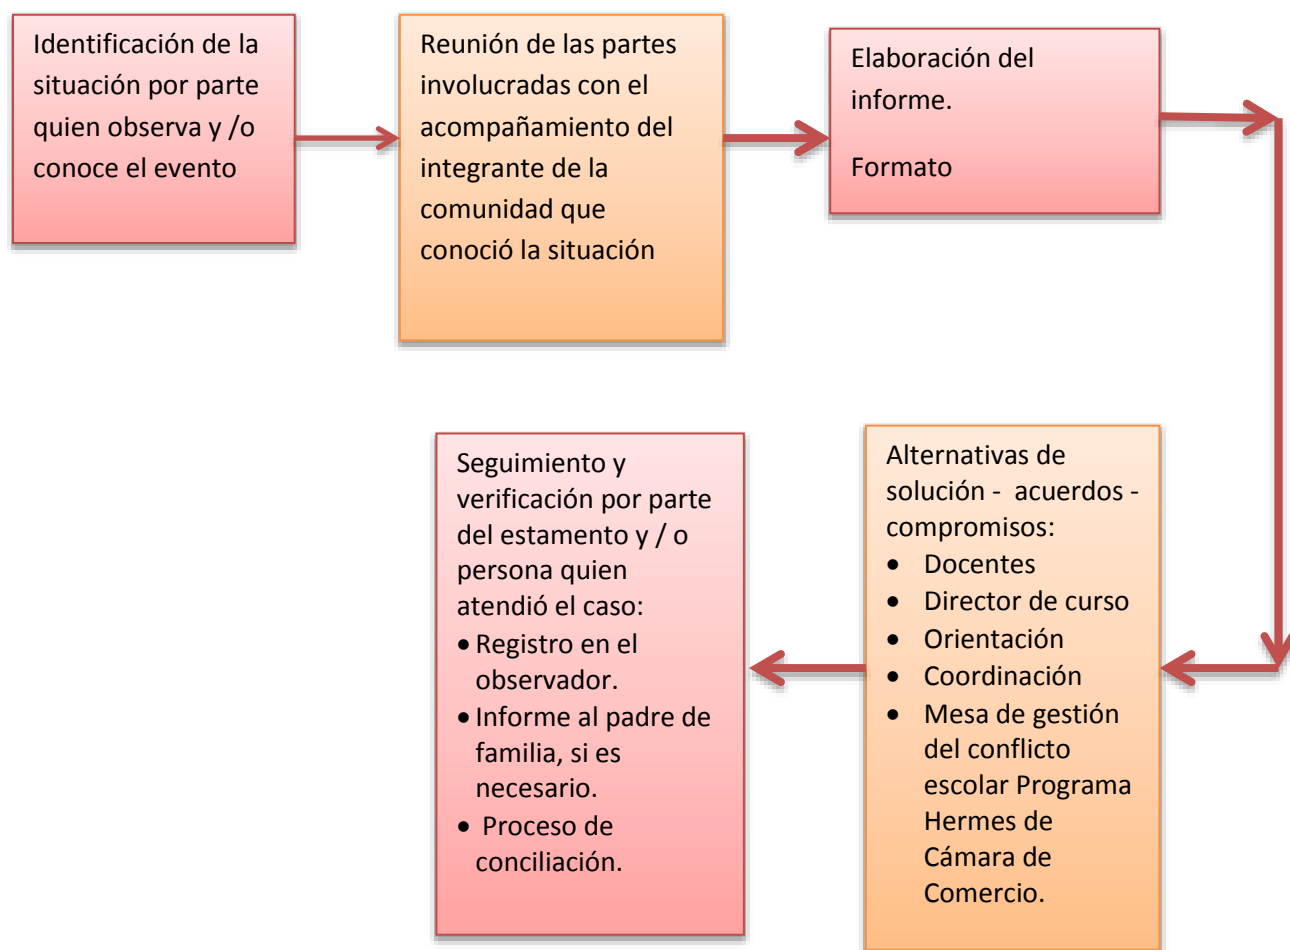 Identificación de la
situación por parte
quien observa y /o
conoce el evento
Reunión de las partes
involucradas con el
acompañamiento del
integrante de la
comunidad que
conoció la situación
Elaboración del
informe.
Formato
Alternativas de
solución -  acuerdos -
compromisos:
• Docentes
• Director de curso
• Orientación
• Coordinación
• Mesa de gestión
del conflicto
escolar Programa
Hermes de
Cámara de
Comercio.
Seguimiento y
verificación por parte
del estamento y / o
persona quien
atendió el caso:
• Registro en el
observador.
• Informe al padre de
familia, si es
necesario.
• Proceso de
conciliación.